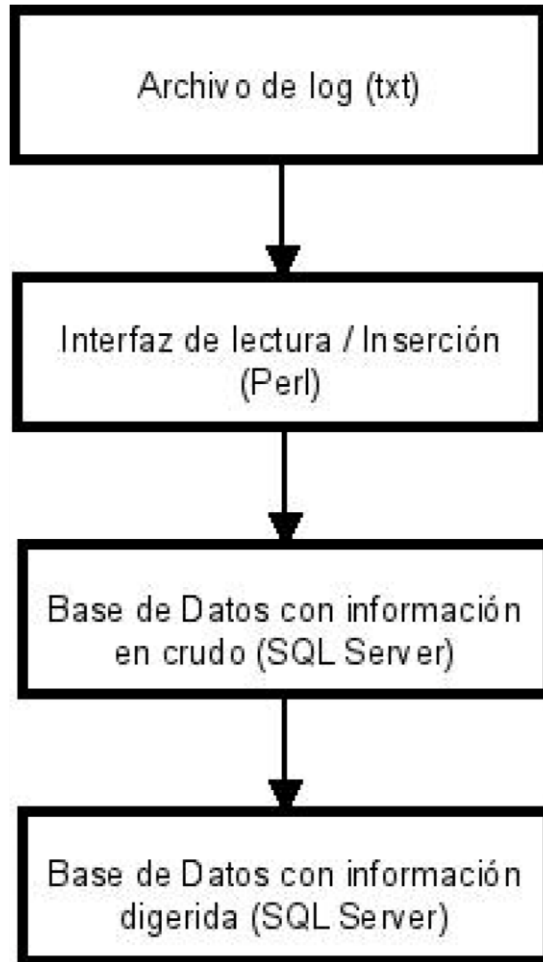 Archivo de log (txt)
Interfaz de lectura / Inserción
(Perl)
Base de Datos con información
en crudo (SQL Server)
Base de Datos con información
digerida (SQL Server)